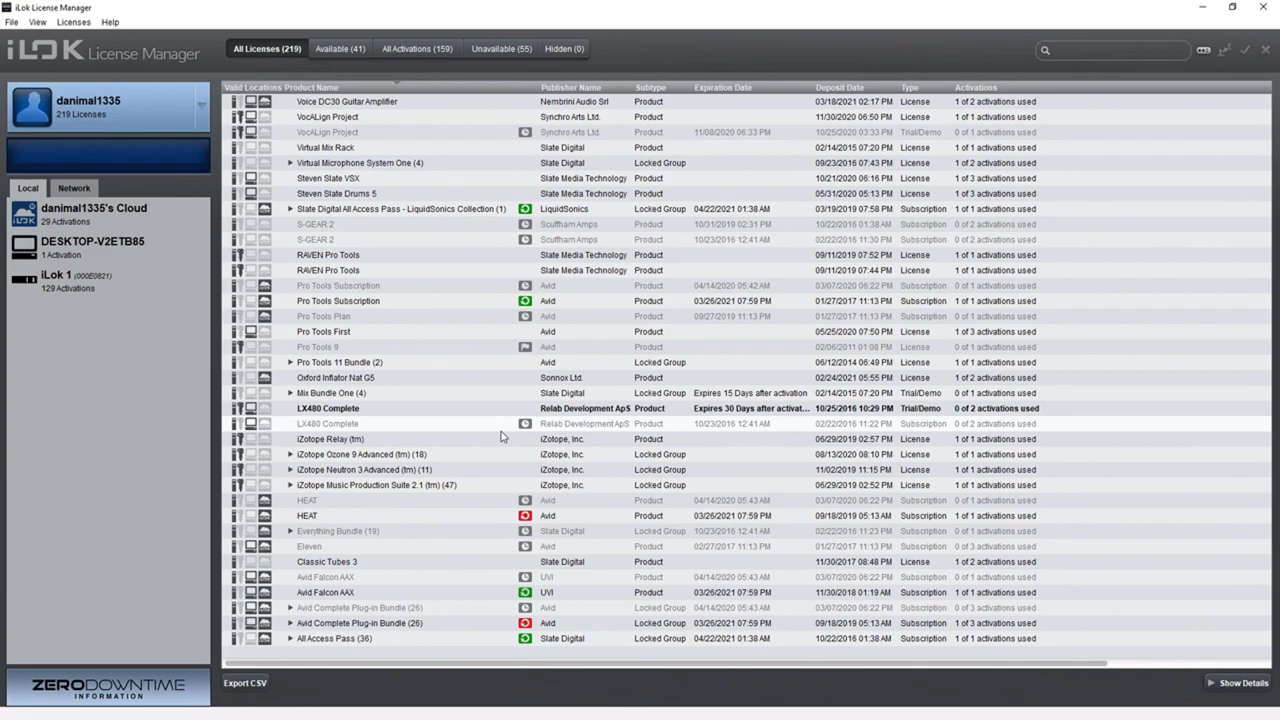 iLok License Manager
File View Licenses Help
iLOK License Manager
All Licenses (219) Available (41) All Activations (159) Unavailable (55) Hidden (0)
danimal1335
219 Licenses
Local Network
danimal1335's Cloud
29 Activations
DESKTOP-V2ETB85
1 Activation
iLok 1 (000E0821)
129 Activations
ZERODOWNTIME
INFORMATION
Valid Locations Product Name Publisher Name Subtype Expiration Date Deposit Date Type Activations
Voice DC30 Guitar Amplifier Nembrini Audio Srl Product 03/18/2021 02:17 PM License 1 of 2 activations used
VocALign Project Synchro Arts Ltd. Product 11/30/2020 06:50 PM License 1 of 1 activations used
VocALign Project Synchro Arts Ltd. Product 11/08/2020 06:33 PM 10/25/2020 03:33 PM Trial/Demo 0 of 1 activations used
Virtual Mix Rack Slate Digital Product 02/14/2015 07:20 PM License 1 of 2 activations used
Virtual Microphone System One (4) Slate Digital Locked Group 09/23/2016 07:43 PM License 1 of 2 activations used
Steven Slate VSX Slate Media Technology Product 10/21/2020 06:16 PM License 1 of 3 activations used
Steven Slate Drums 5 Slate Media Technology Product 05/31/2020 05:13 PM License 1 of 3 activations used
Slate Digital All Access Pass - LiquidSonics Collection (1) LiquidSonics Locked Group 04/22/2021 01:38 AM 03/19/2019 07:58 PM Subscription 1 of 1 activations used
S-GEAR 2 Scuffham Amps Product 10/31/2019 02:31 PM 10/22/2016 01:38 AM Subscription 0 of 1 activations used
S-GEAR 2 Scuffham Amps Product 10/23/2016 12:41 AM 02/22/2016 11:30 PM Subscription 0 of 2 activations used
RAVEN Pro Tools Slate Media Technology Product 09/11/2019 07:52 PM License 1 of 1 activations used
RAVEN Pro Tools Slate Media Technology Product 09/11/2019 07:44 PM License 1 of 1 activations used
Pro Tools Subscription Avid Product 04/14/2020 05:42 AM 03/07/2020 06:22 PM Subscription 0 of 1 activations used
Pro Tools Subscription Avid Product 03/26/2021 07:59 PM 01/27/2017 11:13 PM Subscription 1 of 1 activations used
Pro Tools Plan Avid Product 09/27/2019 11:13 PM 01/27/2017 11:13 PM Subscription 0 of 1 activations used
Pro Tools First Avid Product 05/25/2020 07:50 PM License 1 of 3 activations used
Pro Tools 9 Avid Product 02/06/2011 01:08 PM License 0 of 1 activations used
Pro Tools 11 Bundle (2) Avid Locked Group 06/12/2014 06:49 PM License 1 of 1 activations used
Oxford Inflator Nat G5 Sonnox Ltd. Product 02/24/2021 05:55 PM License 1 of 2 activations used
Mix Bundle One (4) Slate Digital Locked Group Expires 15 Days after activation 02/14/2015 07:20 PM Trial/Demo 0 of 1 activations used
LX480 Complete Relab Development ApS Product Expires 30 Days after activat... 10/25/2016 10:29 PM Trial/Demo 0 of 2 activations used
LX480 Complete Relab Development ApS Product 10/23/2016 12:41 AM 02/22/2016 11:22 PM Subscription 0 of 2 activations used
iZotope Relay (tm) iZotope, Inc. Product 06/29/2019 02:57 PM License 1 of 1 activations used
iZotope Ozone 9 Advanced (tm) (18) iZotope, Inc. Locked Group 08/13/2020 08:10 PM License 1 of 1 activations used
iZotope Neutron 3 Advanced (tm) (11) iZotope, Inc. Locked Group 11/02/2019 11:15 PM License 1 of 1 activations used
iZotope Music Production Suite 2.1 (tm) (47) iZotope, Inc. Locked Group 06/29/2019 02:52 PM License 1 of 1 activations used
HEAT Avid Product 04/14/2020 05:43 AM 03/07/2020 06:22 PM Subscription 0 of 1 activations used
HEAT Avid Product 03/26/2021 07:59 PM 09/18/2019 05:13 AM Subscription 1 of 3 activations used
Everything Bundle (19) Slate Digital Locked Group 10/23/2016 12:41 AM 02/22/2016 11:23 PM Subscription 0 of 1 activations used
Eleven Avid Product 02/27/2017 11:13 PM 01/27/2017 11:13 PM Subscription 0 of 3 activations used
Classic Tubes 3 Slate Digital Product 11/30/2017 08:48 PM License 1 of 2 activations used
Avid Falcon AAX UVI Product 04/14/2020 05:43 AM 03/07/2020 06:22 PM Subscription 0 of 3 activations used
Avid Falcon AAX UVI Product 03/26/2021 07:59 PM 11/30/2018 01:19 AM Subscription 1 of 3 activations used
Avid Complete Plug-in Bundle (26) Avid Locked Group 04/14/2020 05:43 AM 03/07/2020 06:22 PM Subscription 0 of 3 activations used
Avid Complete Plug-in Bundle (26) Avid Locked Group 03/26/2021 07:59 PM 09/18/2019 05:13 AM Subscription 1 of 3 activations used
All Access Pass (36) Slate Digital Locked Group 04/22/2021 01:38 AM 10/22/2016 01:38 AM Subscription 1 of 1 activations used
Export CSV Show Details